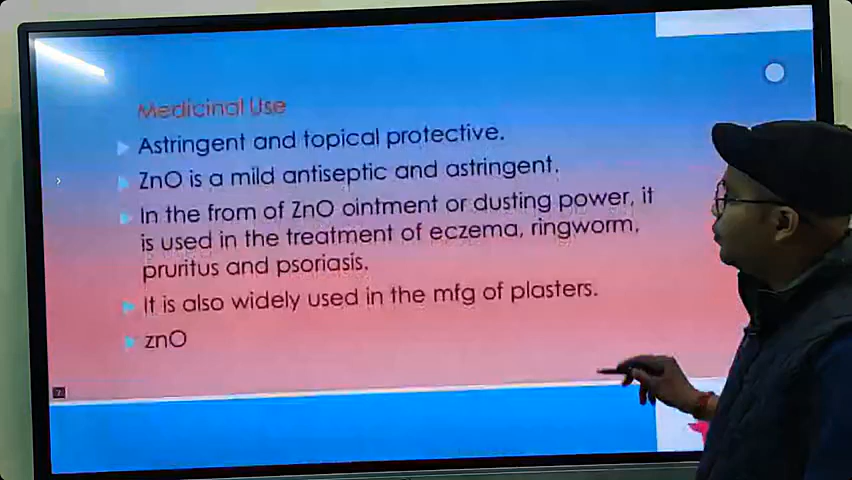 Medicinal Use
Astringent and topical protective.
ZnO is a mild antiseptic and astringent.
In the from of ZnO ointment or dusting power, it
is used in the treatment of eczema, ringworm,
pruritus and psoriasis.
It is also widely used in the mfg of plasters.
znO
7